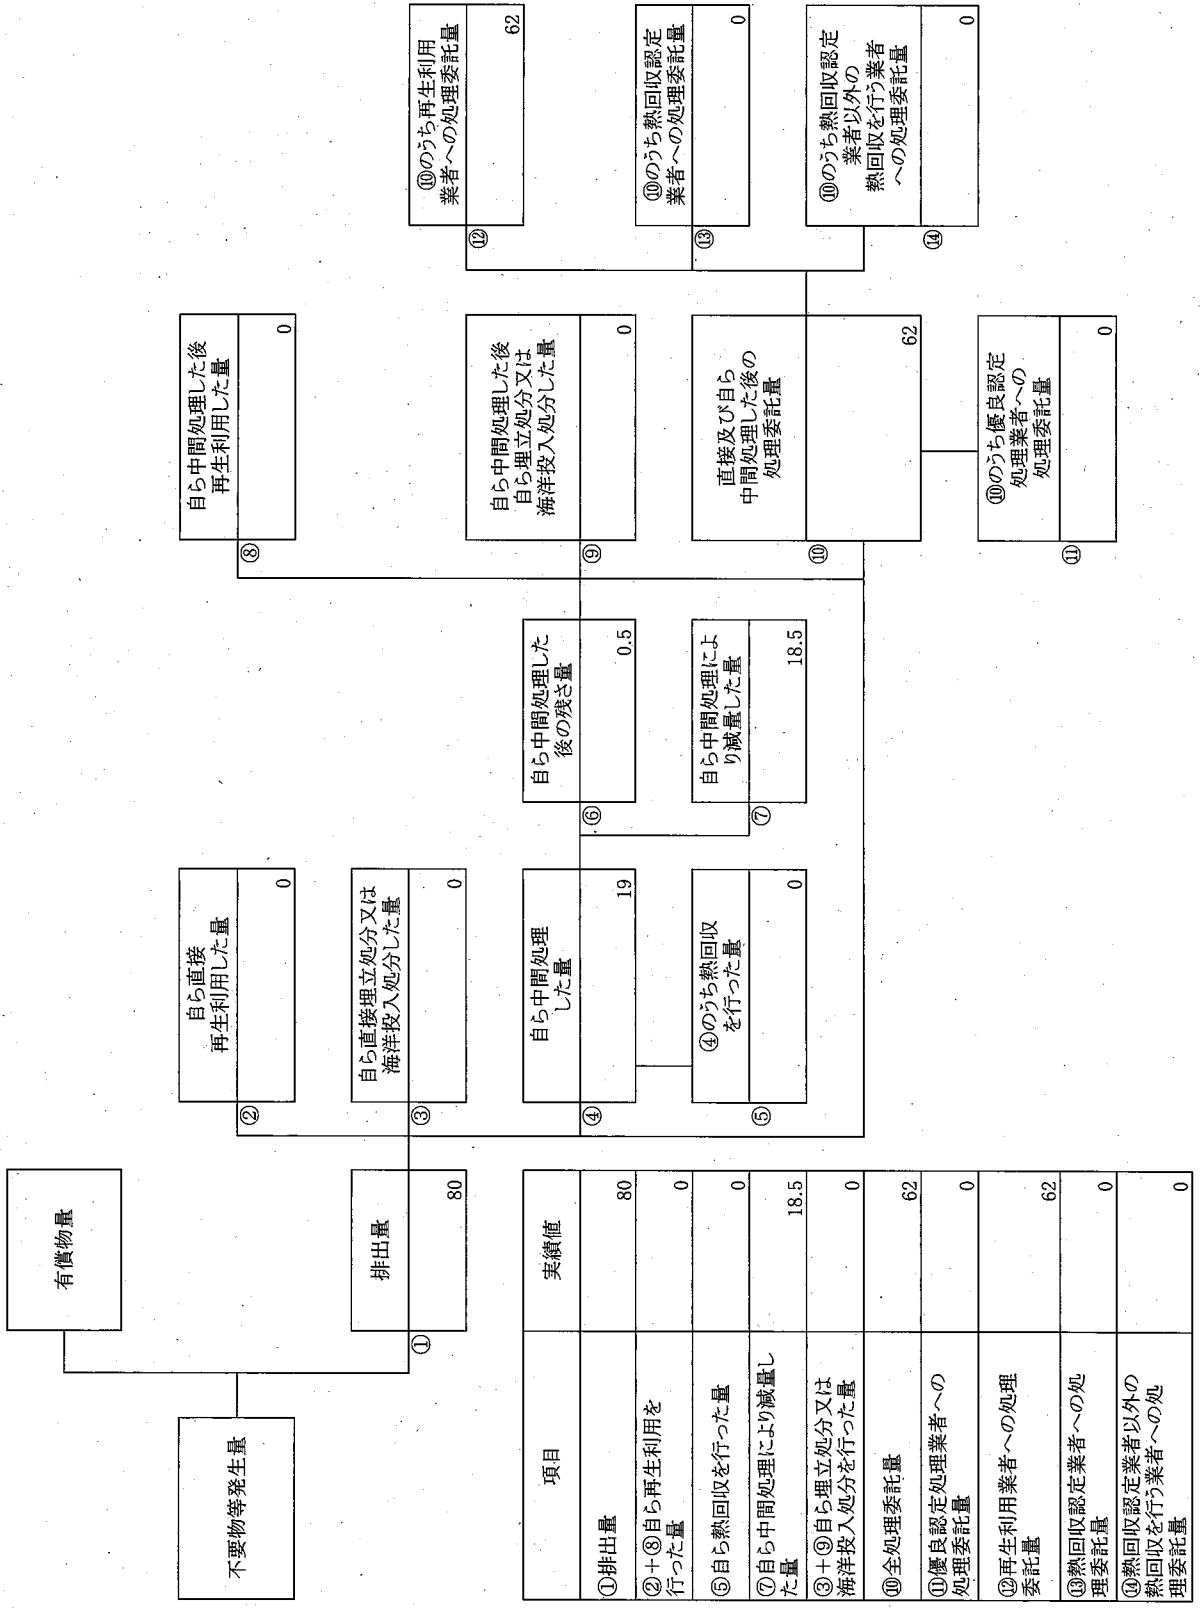 不要物等発生量
有償物量
①
排出量
80
②
自ら直接
再生利用した量
0
③
自ら直接埋立処分又は
海洋投入処分した量
0
④
自ら中間処理
した量
19
⑤
④のうち熱回収
を行った量
0
⑥
自ら中間処理した
後の残さ量
0.5
⑦
自ら中間処理によ
り減量した量
18.5
⑧
自ら中間処理した後
再生利用した量
0
⑨
自ら中間処理した後
自ら埋立処分又は
海洋投入処分した量
0
⑩
直接及び自ら
中間処理した後の
処理委託量
62
⑪
⑩のうち優良認定
処理業者への
処理委託量
0
⑫
⑩のうち再生利用
業者への処理委託量
62
⑬
⑩のうち熱回収認定
業者への処理委託量
0
⑭
⑩のうち熱回収認定
業者以外の
熱回収を行う業者
への処理委託量
0
項目 実績値
①排出量 80
②+⑧自ら再生利用を
行った量 0
⑤自ら熱回収を行った量 0
⑦自ら中間処理により減量し
た量 18.5
③+⑨自ら埋立処分又は
海洋投入処分を行った量 0
⑩全処理委託量 62
⑪優良認定処理業者への
処理委託量 0
⑫再生利用業者への処理
委託量 62
⑬熱回収認定業者への処
理委託量 0
⑭熱回収認定業者以外の
熱回収を行う業者への処
理委託量 0